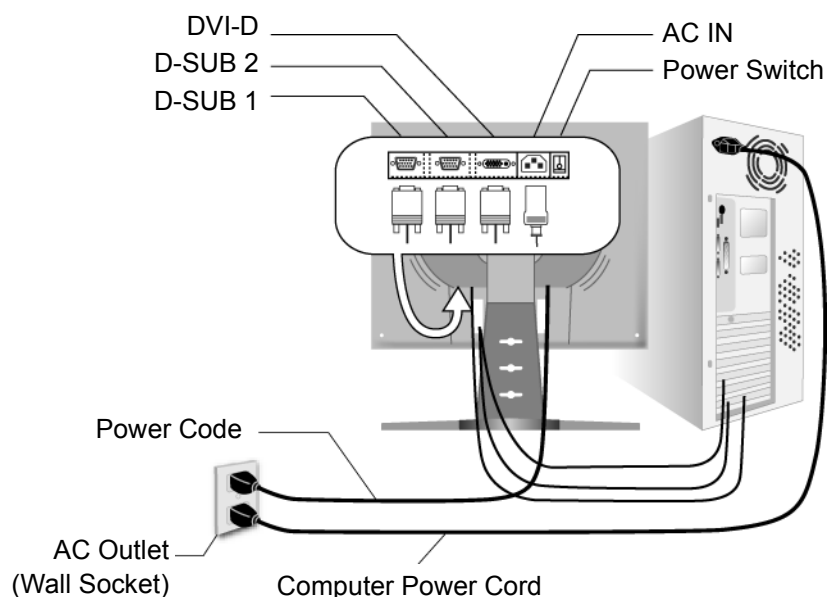 DVI-D
D-SUB 2
D-SUB 1
AC IN
Power Switch
Power Code
AC Outlet
(Wall Socket)
Computer Power Cord